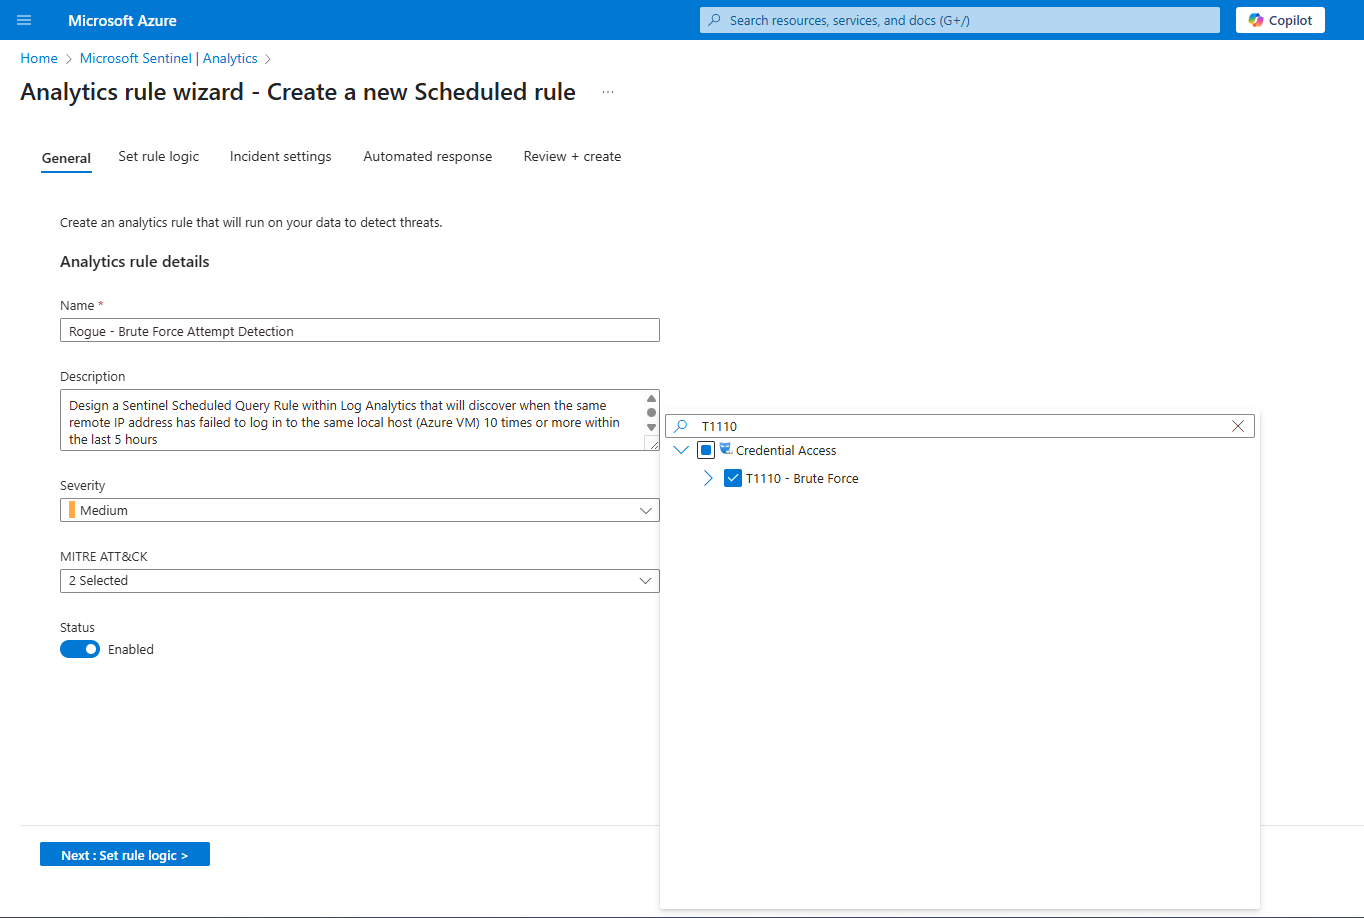 Microsoft Azure
Search resources, services, and docs (G+/)
Copilot
Home > Microsoft Sentinel | Analytics >
Analytics rule wizard - Create a new Scheduled rule ...
General
Set rule logic
Incident settings
Automated response
Review + create
Create an analytics rule that will run on your data to detect threats.
Analytics rule details
Name *
Rogue - Brute Force Attempt Detection
Description
Design a Sentinel Scheduled Query Rule within Log Analytics that will discover when the same
remote IP address has failed to log in to the same local host (Azure VM) 10 times or more within
the last 5 hours
Severity
Medium
MITRE ATT&CK
2 Selected
Status
Enabled
T1110
Credential Access
T1110 - Brute Force
Next : Set rule logic >